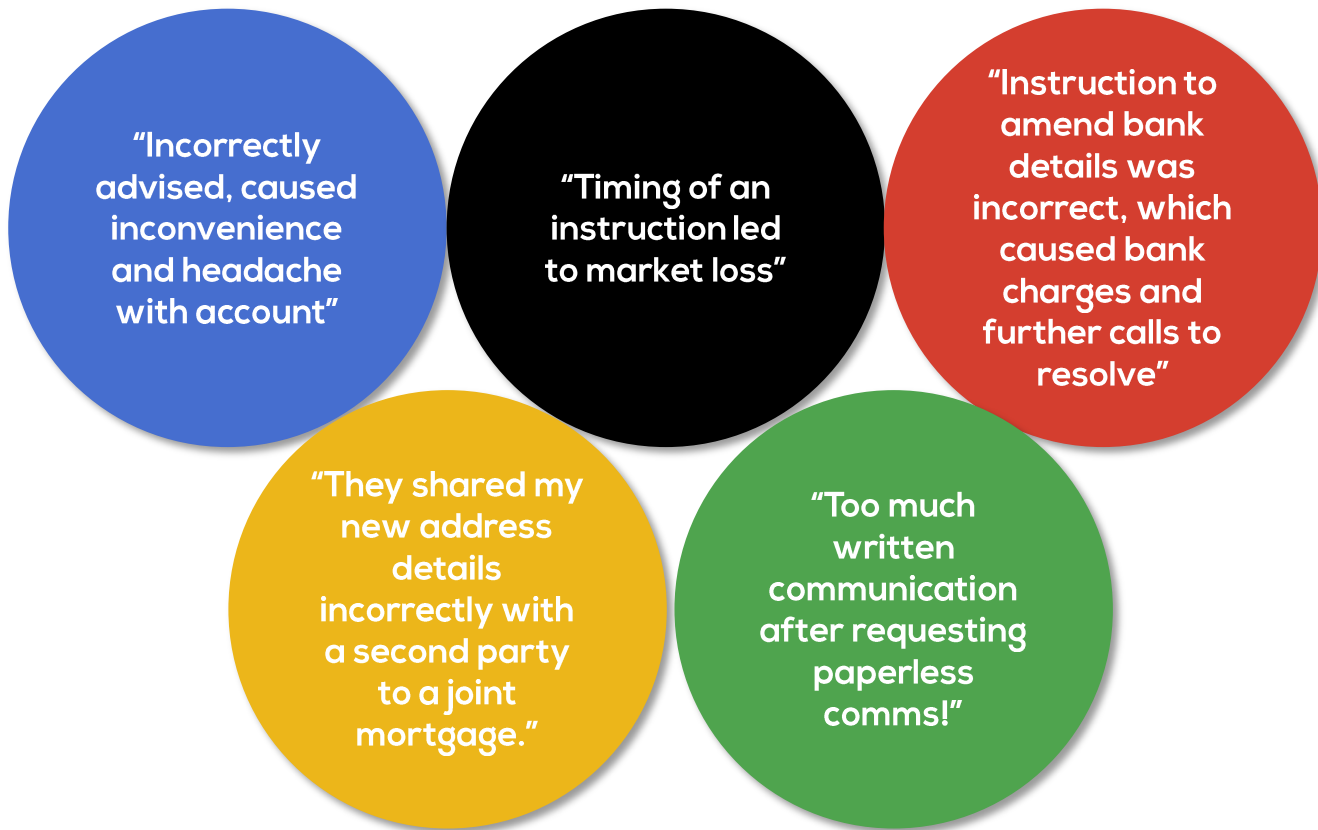 “Incorrectly
advised, caused
inconvenience
and headache
with account”
“Timing of an
instruction led
to market loss”
“Instruction to
amend bank
details was
incorrect, which
caused bank
charges and
further calls to
resolve”
“They shared my
new address
details
incorrectly with
a second party
to a joint
mortgage.”
“Too much
written
communication
after requesting
paperless
comms!”